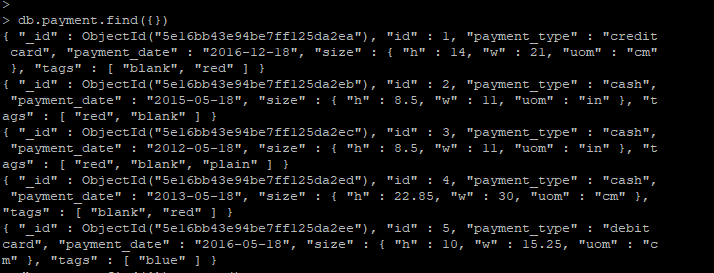 >
> db.payment.find({})
{ "_id" : ObjectId("5e16bb43e94be7ff125da2ea"), "id" : 1, "payment_type" : "credit
 card", "payment_date" : "2016-12-18", "size" : { "h" : 14, "w" : 21, "uom" : "cm"
 }, "tags" : [ "blank", "red" ] }
{ "_id" : ObjectId("5e16bb43e94be7ff125da2eb"), "id" : 2, "payment_type" : "cash",
 "payment_date" : "2015-05-18", "size" : { "h" : 8.5, "w" : 11, "uom" : "in" }, "t
ags" : [ "red", "blank" ] }
{ "_id" : ObjectId("5e16bb43e94be7ff125da2ec"), "id" : 3, "payment_type" : "cash",
 "payment_date" : "2012-05-18", "size" : { "h" : 8.5, "w" : 11, "uom" : "in" }, "t
ags" : [ "red", "blank", "plain" ] }
{ "_id" : ObjectId("5e16bb43e94be7ff125da2ed"), "id" : 4, "payment_type" : "cash",
 "payment_date" : "2013-05-18", "size" : { "h" : 22.85, "w" : 30, "uom" : "cm" },
"tags" : [ "blank", "red" ] }
{ "_id" : ObjectId("5e16bb43e94be7ff125da2ee"), "id" : 5, "payment_type" : "debit
card", "payment_date" : "2016-05-18", "size" : { "h" : 10, "w" : 15.25, "uom" : "c
m" }, "tags" : [ "blue" ] }